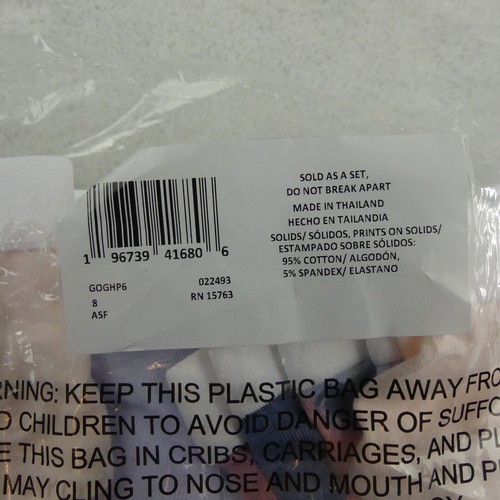 SOLD AS A SET,
DO NOT BREAK APART
MADE IN THAILAND
HECHO EN TAILANDIA
SOLIDS/ SÓLIDOS, PRINTS ON SOLIDS/
ESTAMPADO SOBRE SÓLIDOS:
95% COTTON/ ALGODÓN,
5% SPANDEX/ ELASTANO
1 96739 41680 6
GOGHP6 022493
8 RN 15763
ASF
RNING: KEEP THIS PLASTIC BAG AWAY FRO
D CHILDREN TO AVOID DANGER OF SUFFO
E THIS BAG IN CRIBS, CARRIAGES, AND PL
MAY CLING TO NOSE AND MOUTH AND P